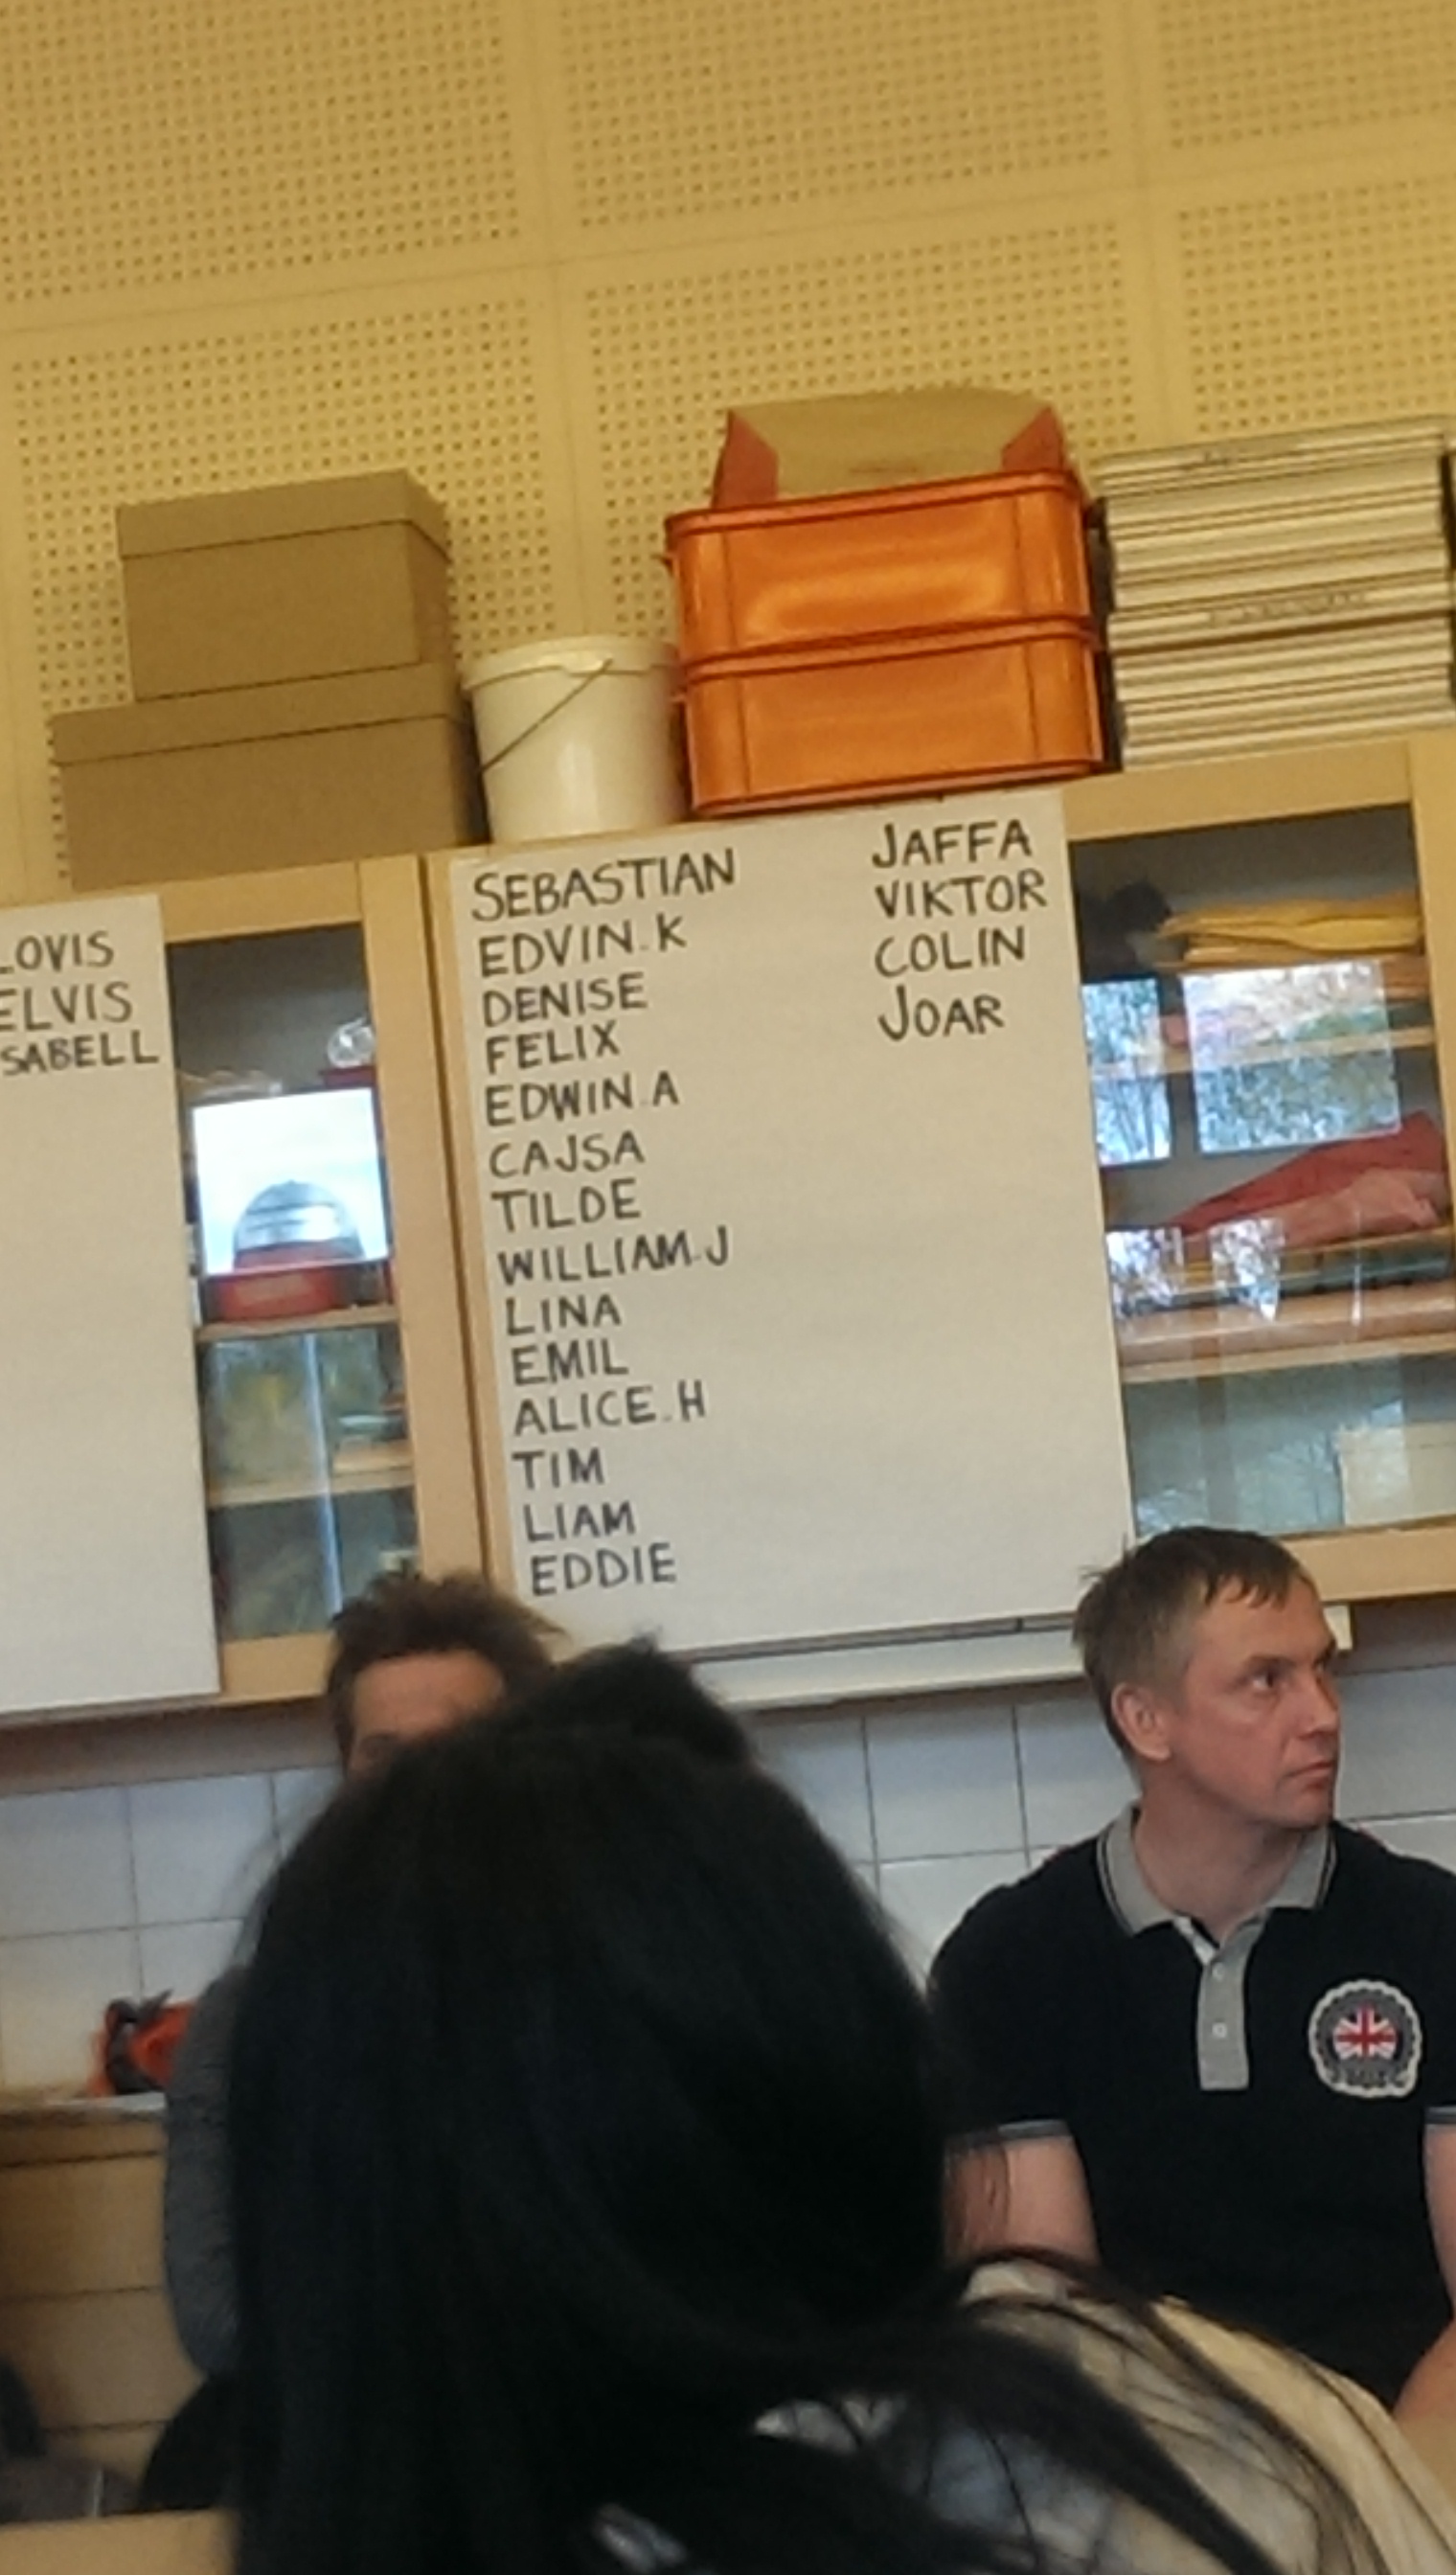 LOVIS
ELVIS
SABELL
SEBASTIAN
EDVIN.K
DENISE
FELIX
EDWIN.A
CAJSA
TILDE
WILLIAM.J
LINA
EMIL
ALICE.H
TIM
LIAM
EDDIE
JAFFA
VIKTOR
COLIN
JOAR